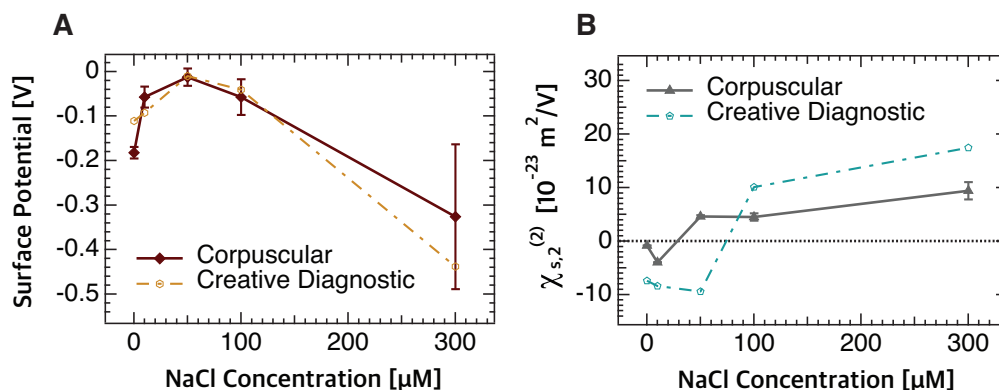 A
Surface Potential [V]
0
-0.1
-0.2
-0.3
-0.4
-0.5
Corpuscular
Creative Diagnostic
0
100
200
300
NaCl Concentration [µM]
B
χs,2(2) [10-23 m2/V]
30
20
10
0
-10
Corpuscular
Creative Diagnostic
0
100
200
300
NaCl Concentration [µM]